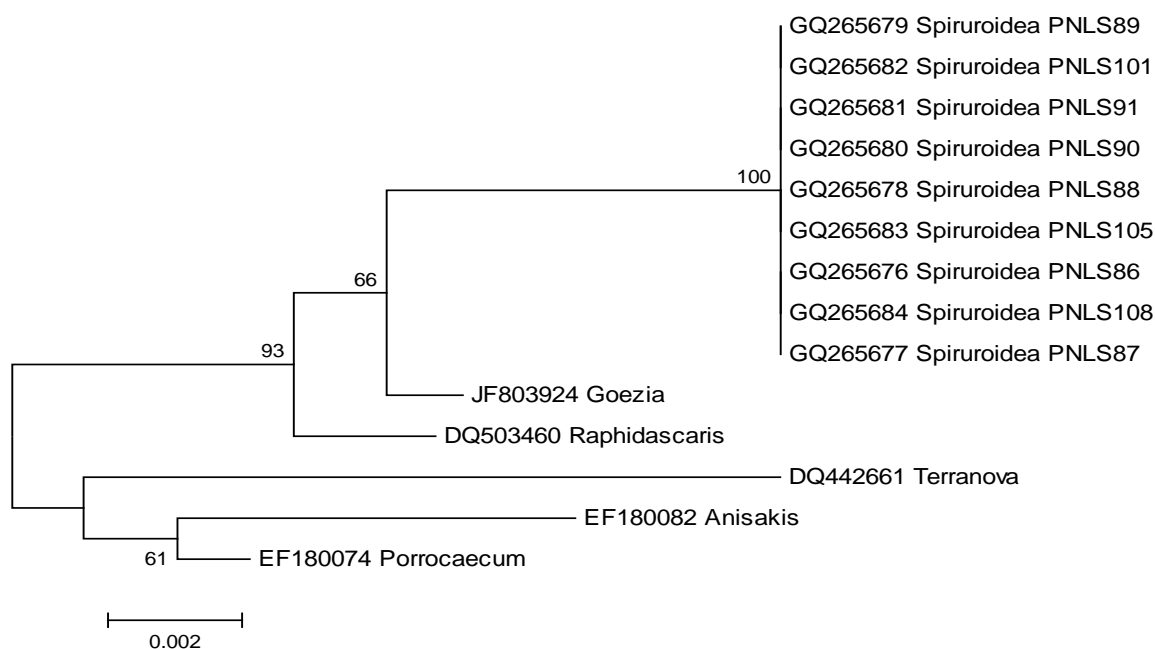 GQ265679 Spiruroidea PNLS89
GQ265682 Spiruroidea PNLS101
GQ265681 Spiruroidea PNLS91
GQ265680 Spiruroidea PNLS90
100
GQ265678 Spiruroidea PNLS88
GQ265683 Spiruroidea PNLS105
66
GQ265676 Spiruroidea PNLS86
GQ265684 Spiruroidea PNLS108
93
GQ265677 Spiruroidea PNLS87
JF803924 Goezia
DQ503460 Raphidascaris
DQ442661 Terranova
EF180082 Anisakis
61
EF180074 Porrocaecum
0.002